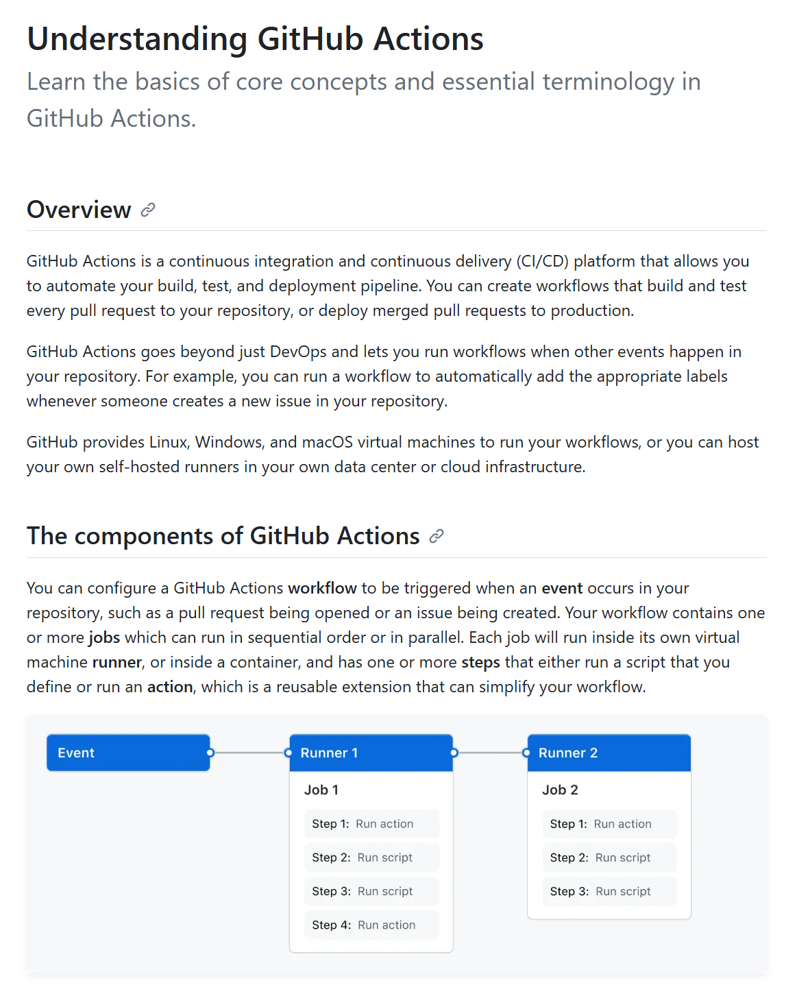 Understanding GitHub Actions
Learn the basics of core concepts and essential terminology in
GitHub Actions.
Overview
GitHub Actions is a continuous integration and continuous delivery (CI/CD) platform that allows you
to automate your build, test, and deployment pipeline. You can create workflows that build and test
every pull request to your repository, or deploy merged pull requests to production.
GitHub Actions goes beyond just DevOps and lets you run workflows when other events happen in
your repository. For example, you can run a workflow to automatically add the appropriate labels
whenever someone creates a new issue in your repository.
GitHub provides Linux, Windows, and macOS virtual machines to run your workflows, or you can host
your own self-hosted runners in your own data center or cloud infrastructure.
The components of GitHub Actions
You can configure a GitHub Actions workflow to be triggered when an event occurs in your
repository, such as a pull request being opened or an issue being created. Your workflow contains one
or more jobs which can run in sequential order or in parallel. Each job will run inside its own virtual
machine runner, or inside a container, and has one or more steps that either run a script that you
define or run an action, which is a reusable extension that can simplify your workflow.
Event
Runner 1
Job 1
Step 1: Run action
Step 2: Run script
Step 3: Run script
Step 4: Run action
Runner 2
Job 2
Step 1: Run action
Step 2: Run script
Step 3: Run script